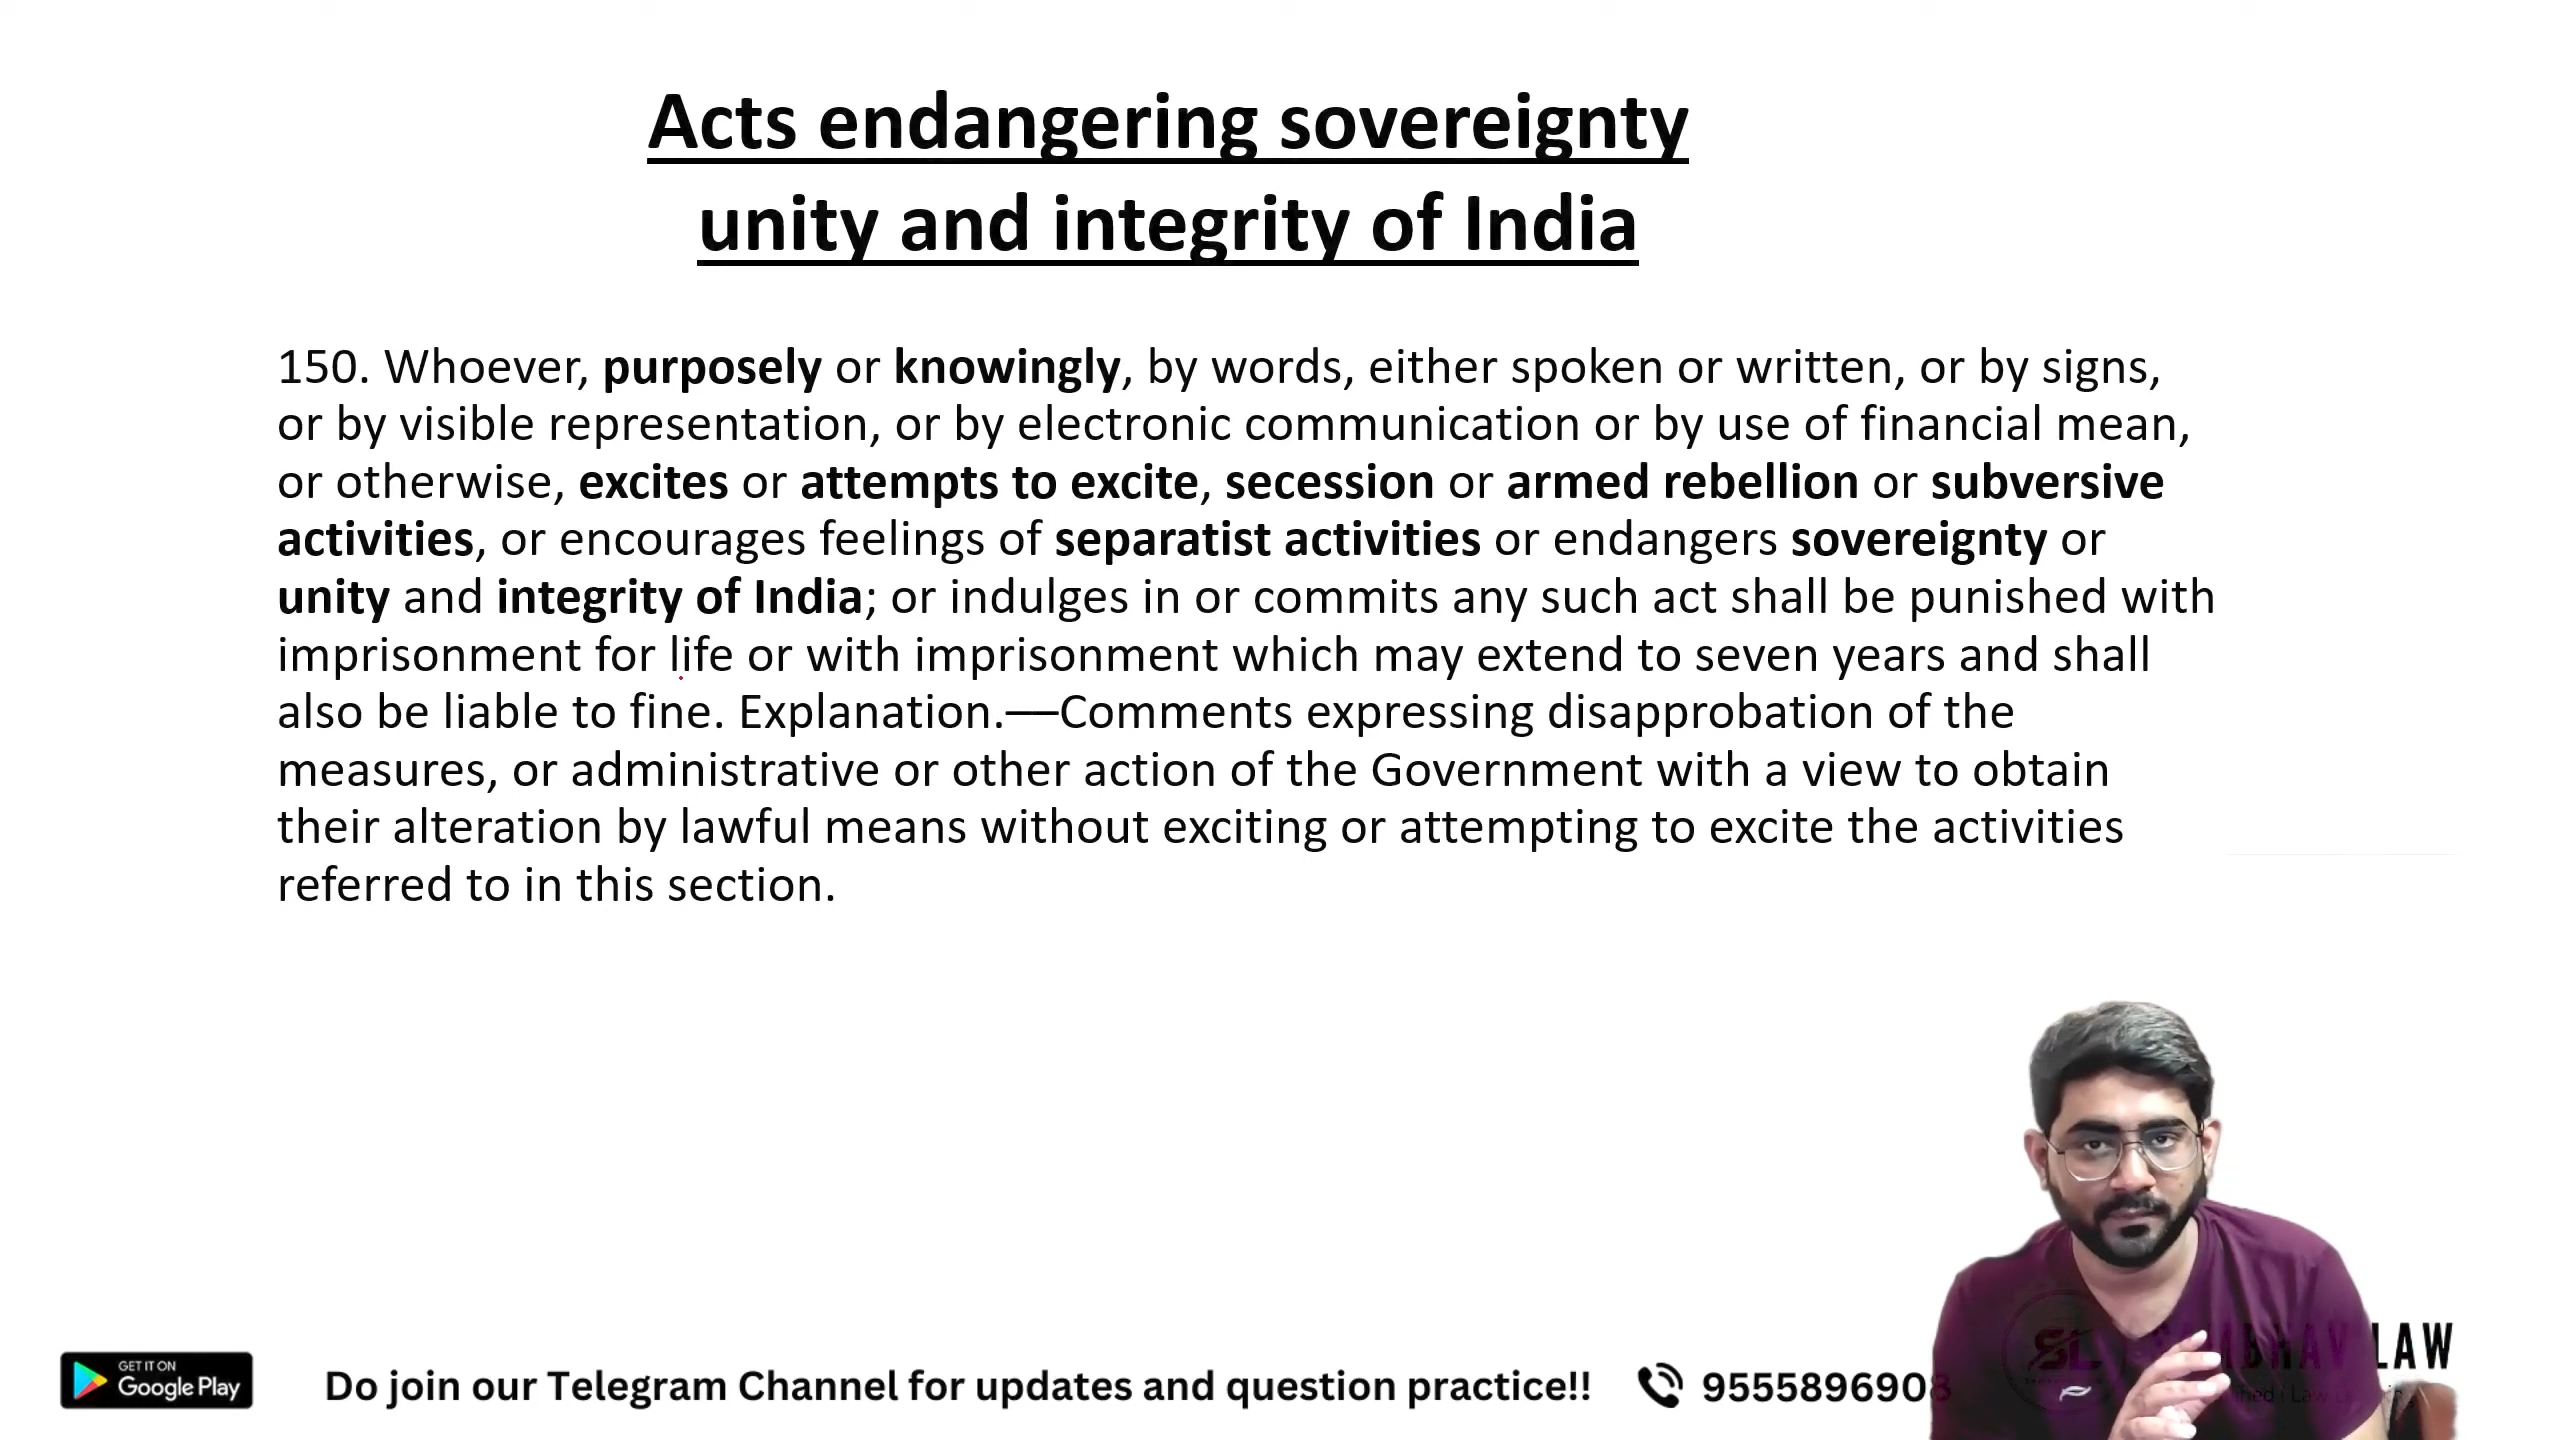 Acts endangering sovereignty
unity and integrity of India
150. Whoever, purposely or knowingly, by words, either spoken or written, or by signs,
or by visible representation, or by electronic communication or by use of financial mean,
or otherwise, excites or attempts to excite, secession or armed rebellion or subversive
activities, or encourages feelings of separatist activities or endangers sovereignty or
unity and integrity of India; or indulges in or commits any such act shall be punished with
imprisonment for life or with imprisonment which may extend to seven years and shall
also be liable to fine. Explanation.—–Comments expressing disapprobation of the
measures, or administrative or other action of the Government with a view to obtain
their alteration by lawful means without exciting or attempting to excite the activities
referred to in this section.
GET IT ON
Google Play
Do join our Telegram Channel for updates and question practice!!
9555896908
SL
LAW